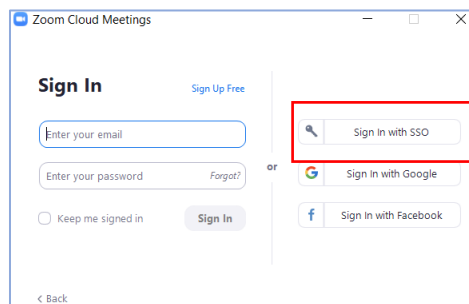 Zoom Cloud Meetings
Sign In
Sign Up Free
Enter your email
Enter your password
Forgot?
Keep me signed in
Sign In
or
Sign In with SSO
Sign In with Google
Sign In with Facebook
< Back